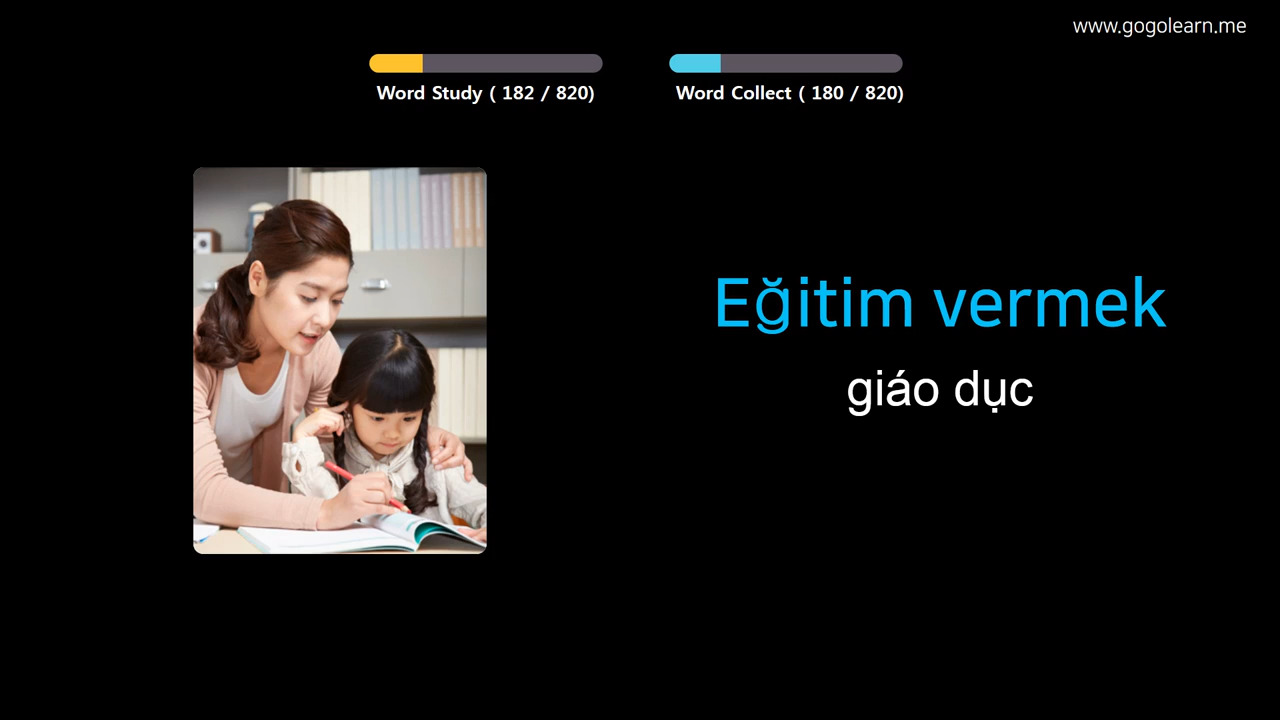 www.gogolearn.me
Word Study ( 182 / 820)
Word Collect ( 180 / 820)
Eğitim vermek
giáo dục